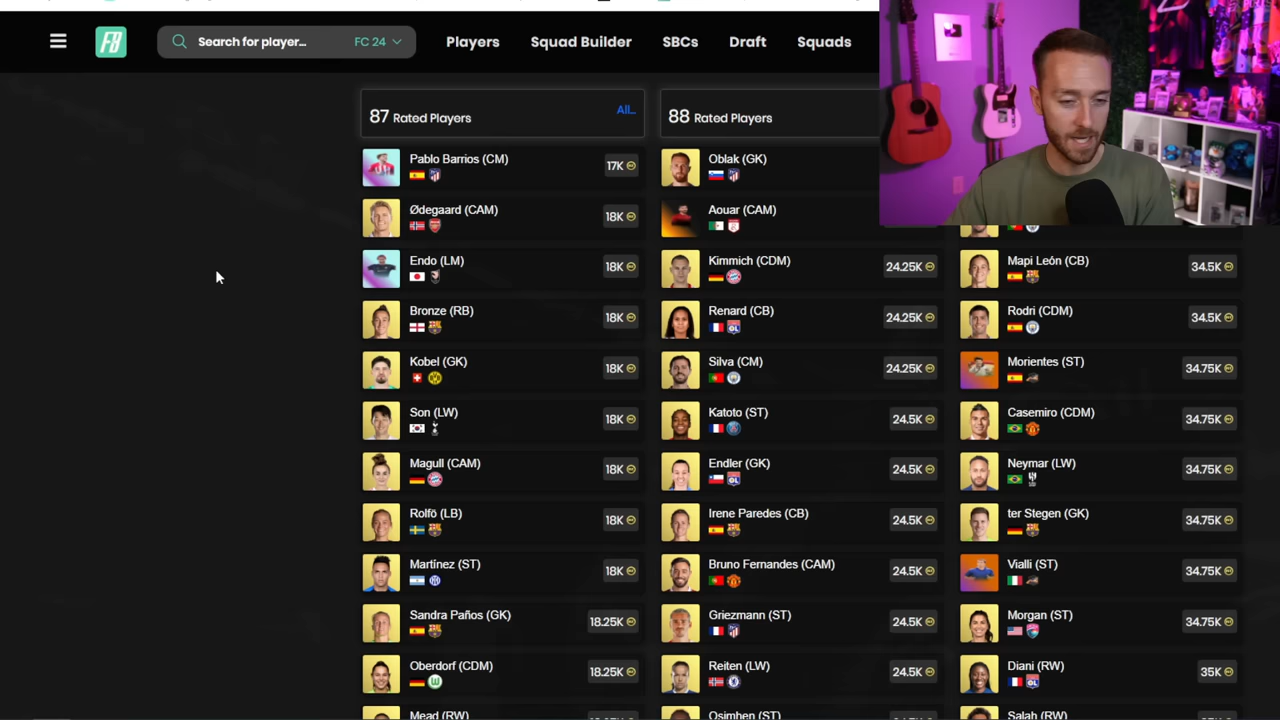 FB
Search for player...
FC 24
Players
Squad Builder
SBCs
Draft
Squads
87 Rated Players
All...
Pablo Barrios (CM)
17K
Ødegaard (CAM)
18K
Endo (LM)
18K
Bronze (RB)
18K
Kobel (GK)
18K
Son (LW)
18K
Magull (CAM)
18K
Rolfö (LB)
18K
Martínez (ST)
18K
Sandra Paños (GK)
18.25K
Oberdorf (CDM)
18.25K
Mead (RW)
88 Rated Players
Oblak (GK)
Aouar (CAM)
Kimmich (CDM)
24.25K
Renard (CB)
24.25K
Silva (CM)
24.25K
Katoto (ST)
24.5K
Endler (GK)
24.5K
Irene Paredes (CB)
24.5K
Bruno Fernandes (CAM)
24.5K
Griezmann (ST)
24.5K
Reiten (LW)
24.5K
Osimhen (ST)
Mapi León (CB)
34.5K
Rodri (CDM)
34.5K
Morientes (ST)
34.75K
Casemiro (CDM)
34.75K
Neymar (LW)
34.75K
ter Stegen (GK)
34.75K
Vialli (ST)
34.75K
Morgan (ST)
34.75K
Diani (RW)
35K
Salah (RW)